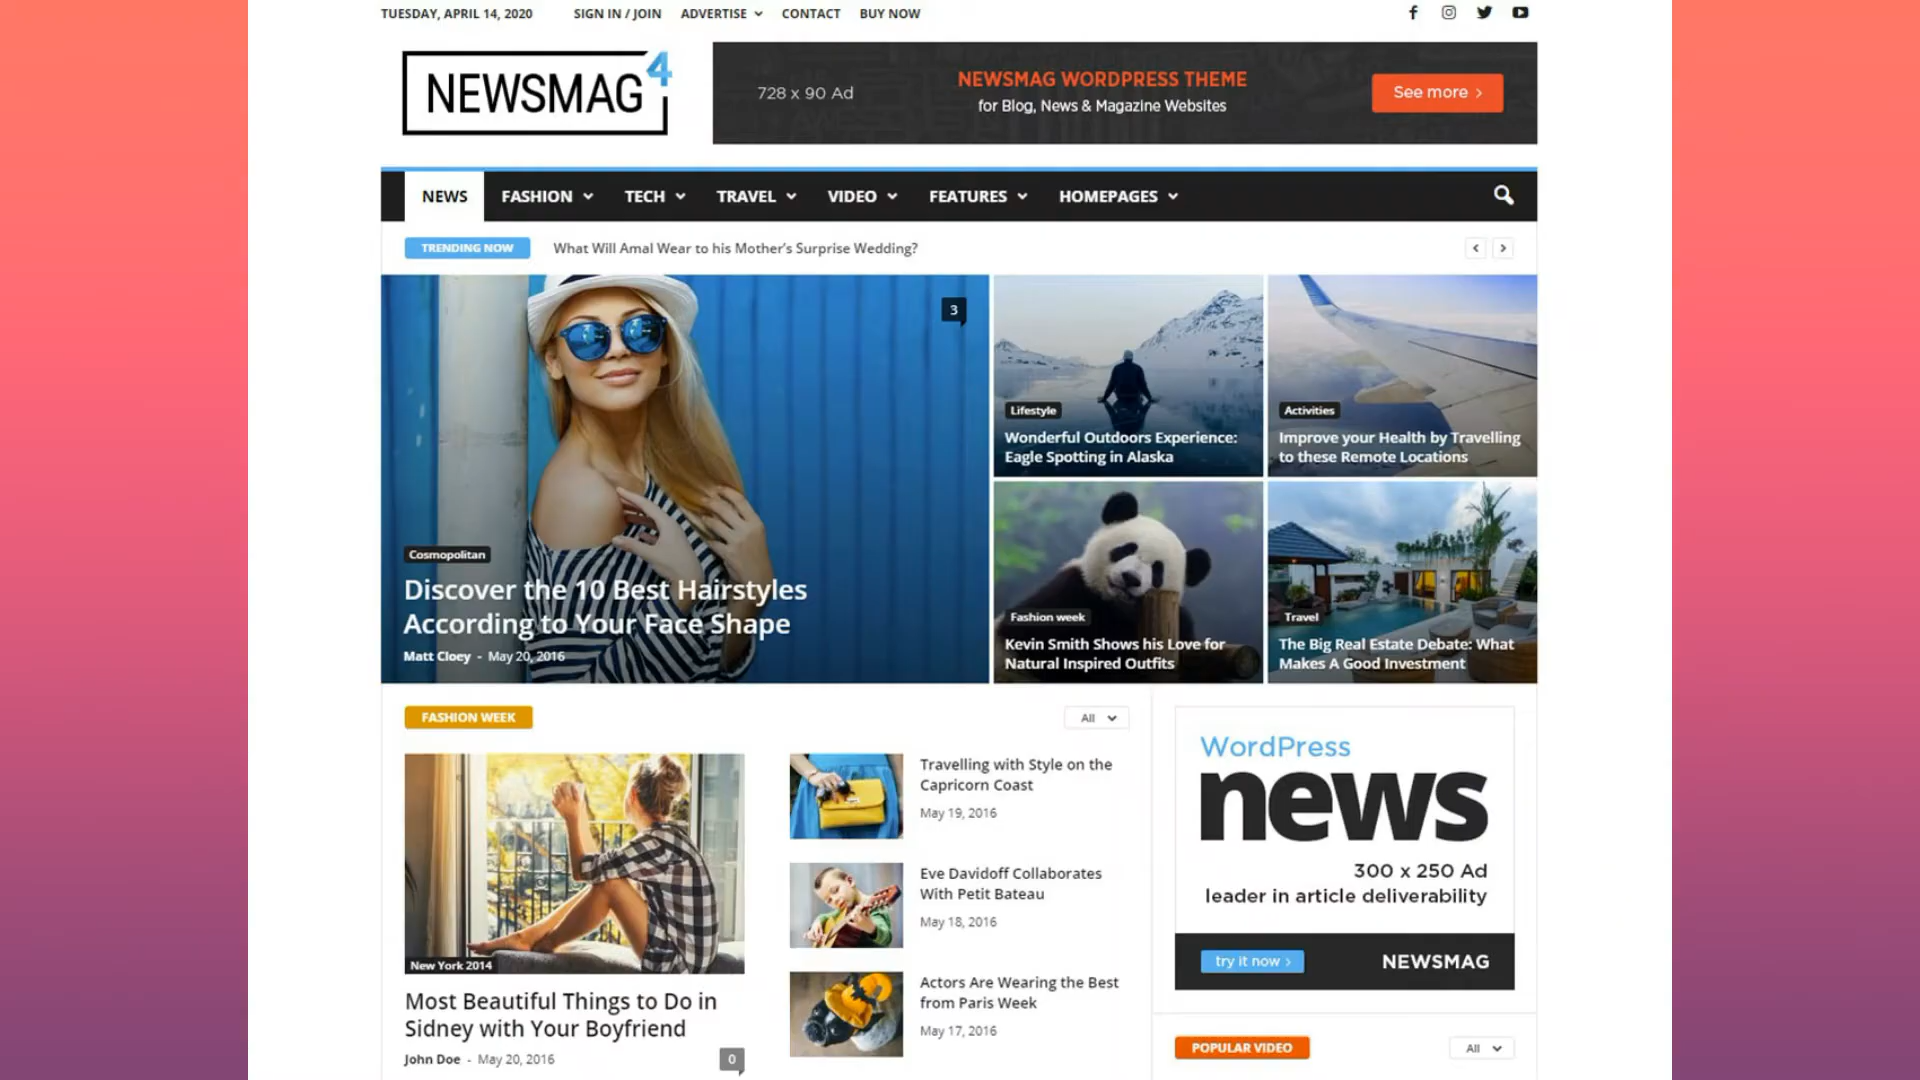 TUESDAY, APRIL 14, 2020 SIGN IN / JOIN ADVERTISE CONTACT BUY NOW
NEWSMAG 4
728 x 90 Ad
NEWSMAG WORDPRESS THEME
for Blog, News & Magazine Websites
See more
NEWS FASHION TECH TRAVEL VIDEO FEATURES HOMEPAGES
TRENDING NOW What Will Amal Wear to his Mother's Surprise Wedding?
3
Cosmopolitan
Discover the 10 Best Hairstyles
According to Your Face Shape
Matt Cloey - May 20, 2016
Lifestyle
Wonderful Outdoors Experience:
Eagle Spotting in Alaska
Activities
Improve your Health by Travelling
to these Remote Locations
Fashion week
Kevin Smith Shows his Love for
Natural Inspired Outfits
Travel
The Big Real Estate Debate: What
Makes A Good Investment
FASHION WEEK
All
New York 2014
Most Beautiful Things to Do in
Sidney with Your Boyfriend
John Doe - May 20, 2016
0
Travelling with Style on the
Capricorn Coast
May 19, 2016
Eve Davidoff Collaborates
With Petit Bateau
May 18, 2016
Actors Are Wearing the Best
from Paris Week
May 17, 2016
WordPress
news
300 x 250 Ad
leader in article deliverability
try it now
NEWSMAG
POPULAR VIDEO
All